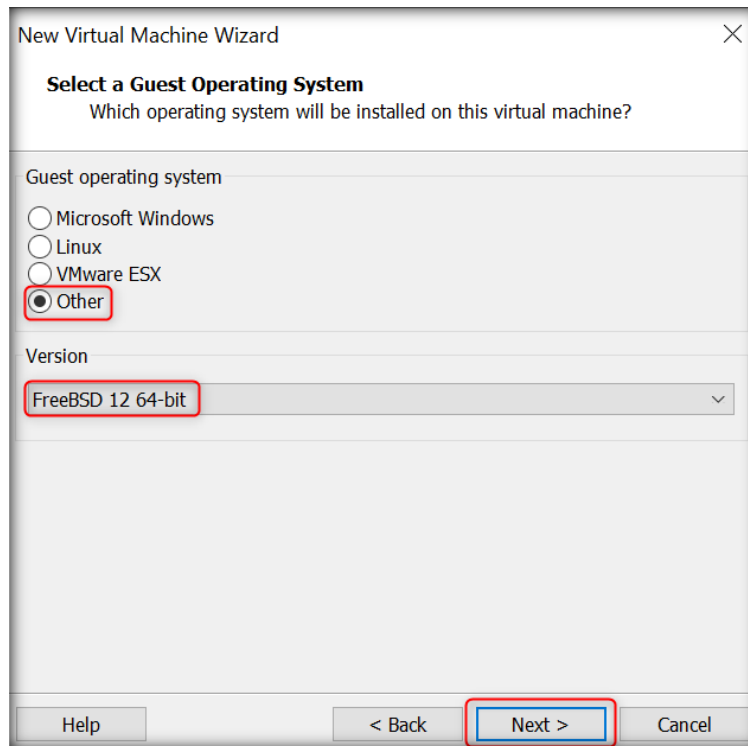 New Virtual Machine Wizard
Select a Guest Operating System
Which operating system will be installed on this virtual machine?
Guest operating system
Microsoft Windows
Linux
VMware ESX
Other
Version
FreeBSD 12 64-bit
Help < Back Next > Cancel